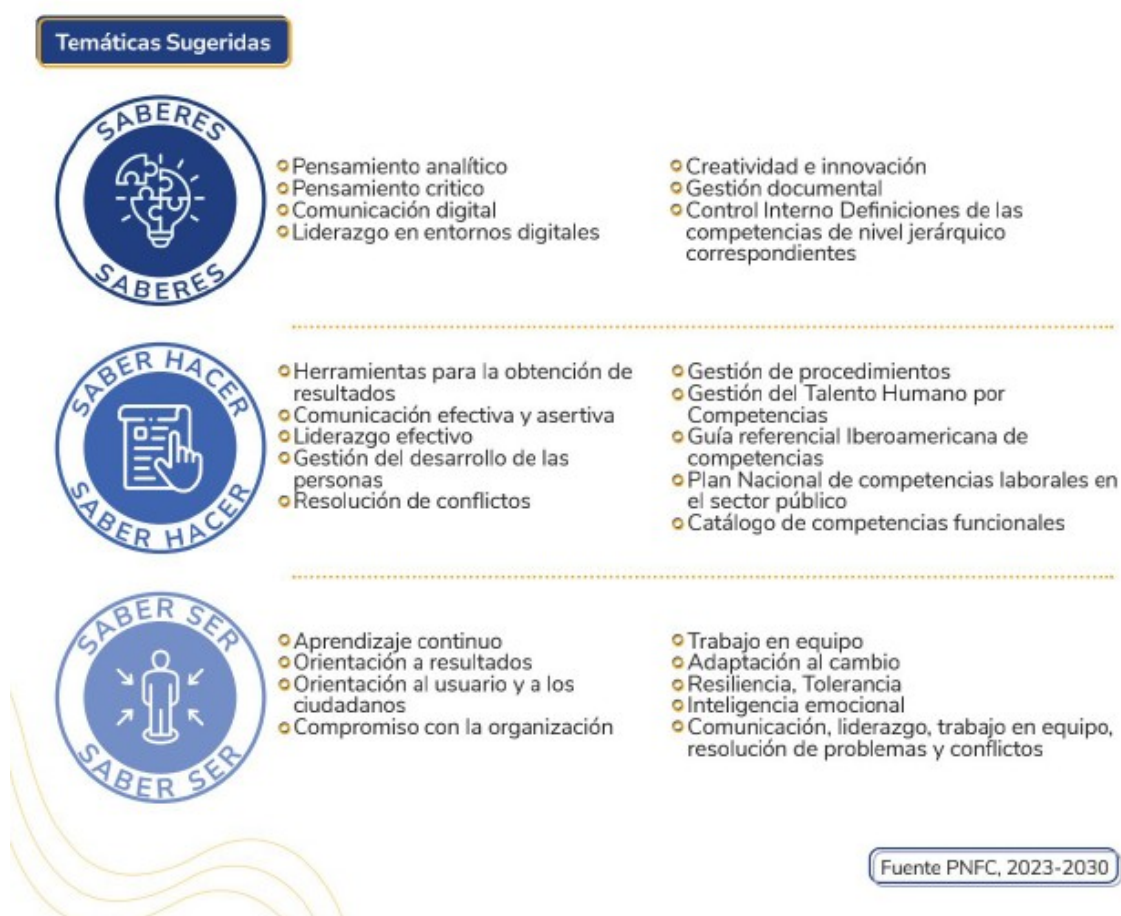 Temáticas Sugeridas
SABERES
SABERES
Pensamiento analítico
Pensamiento critico
Comunicación digital
Liderazgo en entornos digitales
Creatividad e innovación
Gestión documental
Control Interno Definiciones de las
competencias de nivel jerárquico
correspondientes
SABER HACER
SABER HACER
Herramientas para la obtención de
resultados
Comunicación efectiva y asertiva
Liderazgo efectivo
Gestión del desarrollo de las
personas
Resolución de conflictos
Gestión de procedimientos
Gestión del Talento Humano por
Competencias
Guía referencial Iberoamericana de
competencias
Plan Nacional de competencias laborales en
el sector público
Catálogo de competencias funcionales
SABER SER
SABER SER
Aprendizaje continuo
Orientación a resultados
Orientación al usuario y a los
ciudadanos
Compromiso con la organización
Trabajo en equipo
Adaptación al cambio
Resiliencia, Tolerancia
Inteligencia emocional
Comunicación, liderazgo, trabajo en equipo,
resolución de problemas y conflictos
Fuente PNFC, 2023-2030